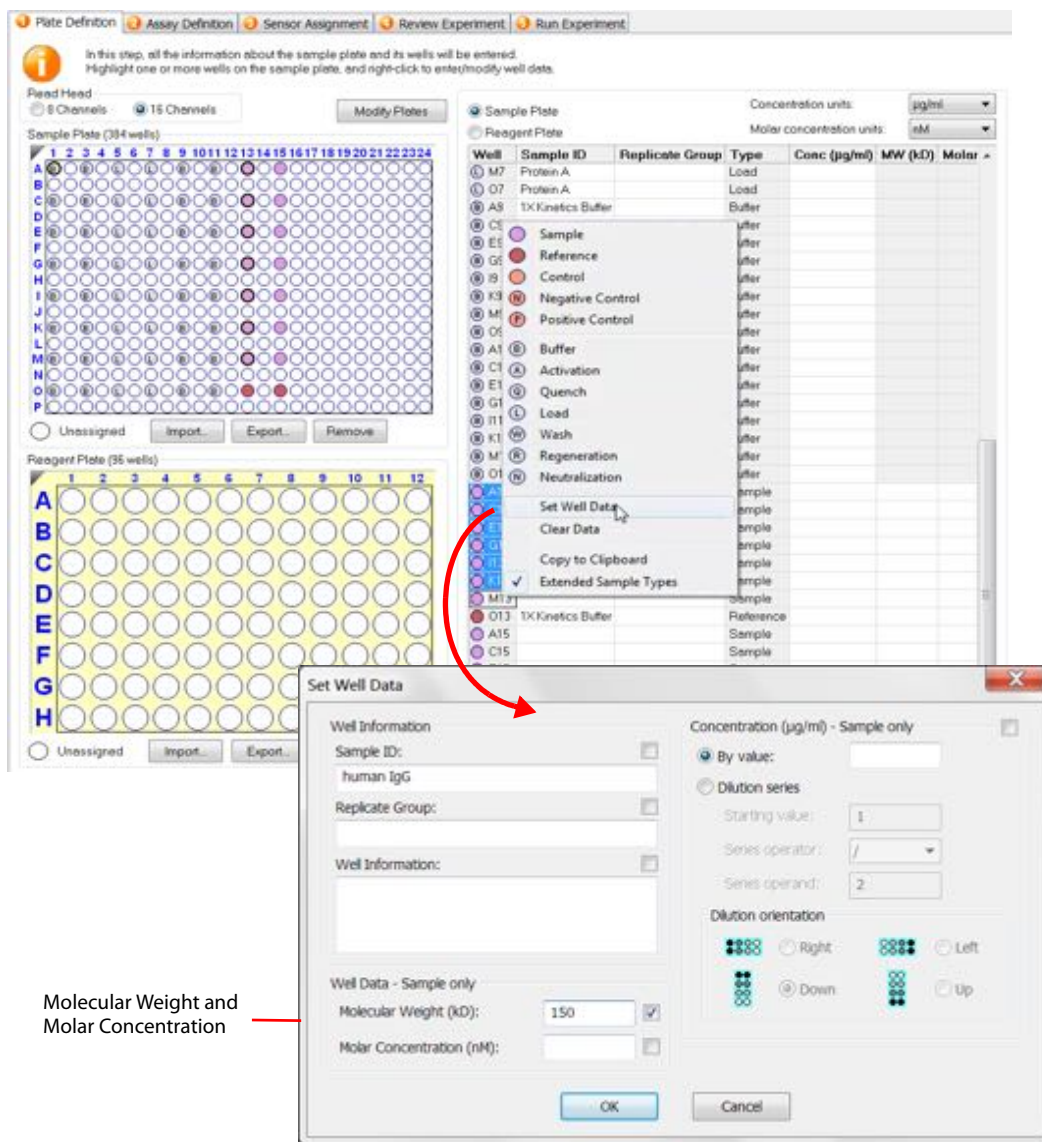 Plate Definition Assay Definition Sensor Assignment Review Experiment Run Experiment
In this step, all the information about the sample plate and its wells will be entered.
Highlight one or more wells on the sample plate, and right-click to enter/modify well data.
Read Head
8 Channels 16 Channels Modify Plates
Sample Plate (384 wells)
1 2 3 4 5 6 7 8 9 10 11 12 13 14 15 16 17 18 19 20 21 22 23 24
A
B
C
D
E
F
G
H
I
J
K
L
M
N
O
P
Unassigned Import... Export... Remove
Reagent Plate (96 wells)
1 2 3 4 5 6 7 8 9 10 11 12
A
B
C
D
E
F
G
H
Unassigned Import... Export...
Sample Plate
Reagent Plate
Concentration units: µg/ml
Molar concentration units: nM
Well Sample ID Replicate Group Type Conc (µg/ml) MW (kD) Molar
L M7 Protein A Load
L O7 Protein A Load
B A9 1X Kinetics Buffer Buffer
Sample
Reference
Control
N Negative Control
P Positive Control
B Buffer
A Activation
Q Quench
L Load
W Wash
R Regeneration
N Neutralization
Set Well Data
Clear Data
Copy to Clipboard
✓ Extended Sample Types
M13 Sample
O13 1X Kinetics Buffer Reference
A15 Sample
C15 Sample
Set Well Data
Well Information
Sample ID:
human IgG
Replicate Group:
Well Information:
Well Data - Sample only
Molecular Weight (kD): 150
Molar Concentration (nM):
Concentration (µg/ml) - Sample only
By value:
Dilution series
Starting value: 1
Series operator: /
Series operand: 2
Dilution orientation
Right Left
Down Up
OK Cancel
Molecular Weight and
Molar Concentration